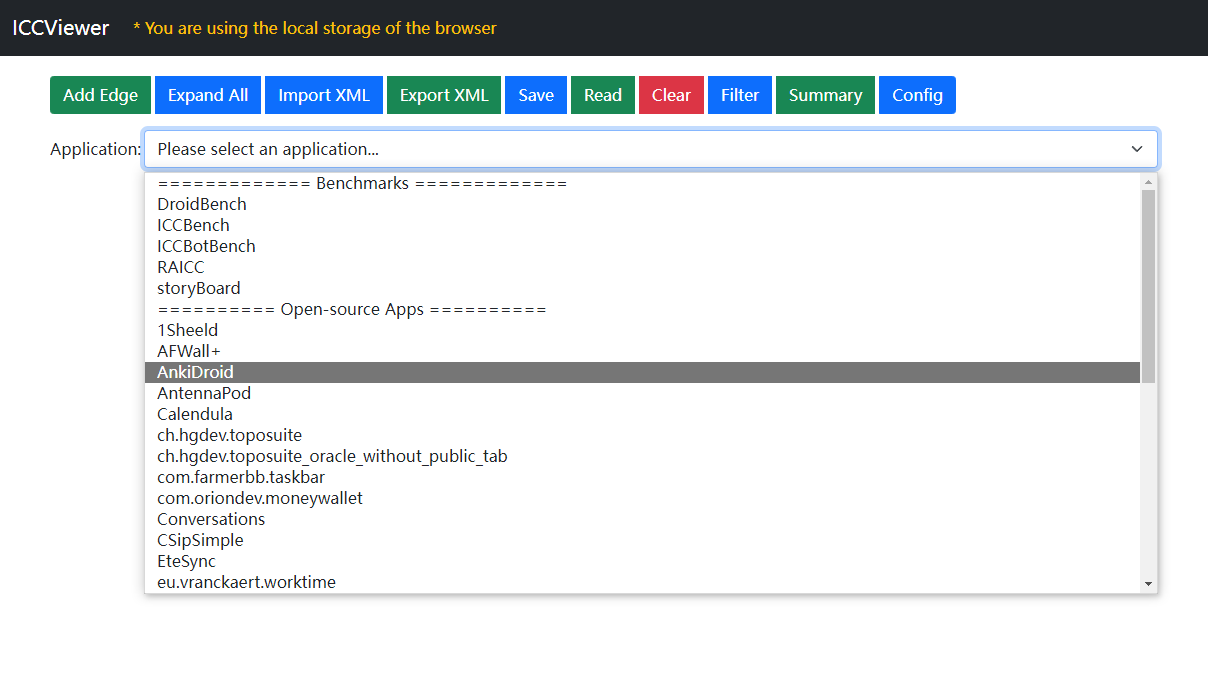 ICCViewer * You are using the local storage of the browser
Add Edge Expand All Import XML Export XML Save Read Clear Filter Summary Config
Application: Please select an application...
============= Benchmarks =============
DroidBench
ICCBench
ICCBotBench
RAICC
storyBoard
========== Open-source Apps ==========
1Sheeld
AFWall+
AnkiDroid
AntennaPod
Calendula
ch.hgdev.toposuite
ch.hgdev.toposuite_oracle_without_public_tab
com.farmerbb.taskbar
com.oriondev.moneywallet
Conversations
CSipSimple
EteSync
eu.vranckaert.worktime